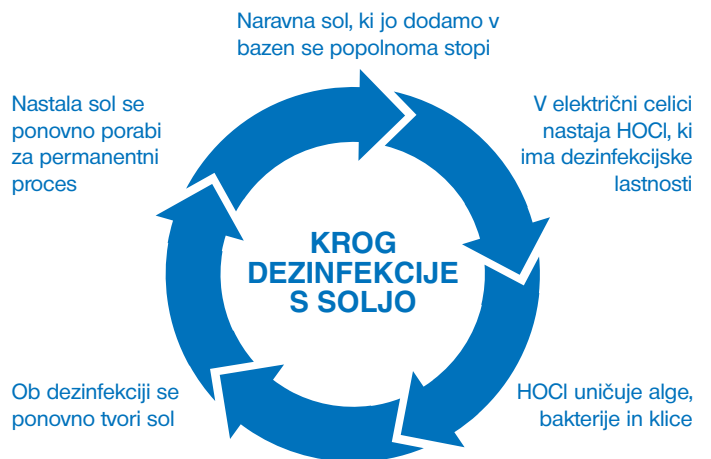 Naravna sol, ki jo dodamo v
bazen se popolnoma stopi
V električni celici
nastaja HOCl, ki
ima dezinfekcijske
lastnosti
HOCl uničuje alge,
bakterije in klice
Ob dezinfekciji se
ponovno tvori sol
Nastala sol se
ponovno porabi
za permanentni
proces
KROG
DEZINFEKCIJE
S SOLJO